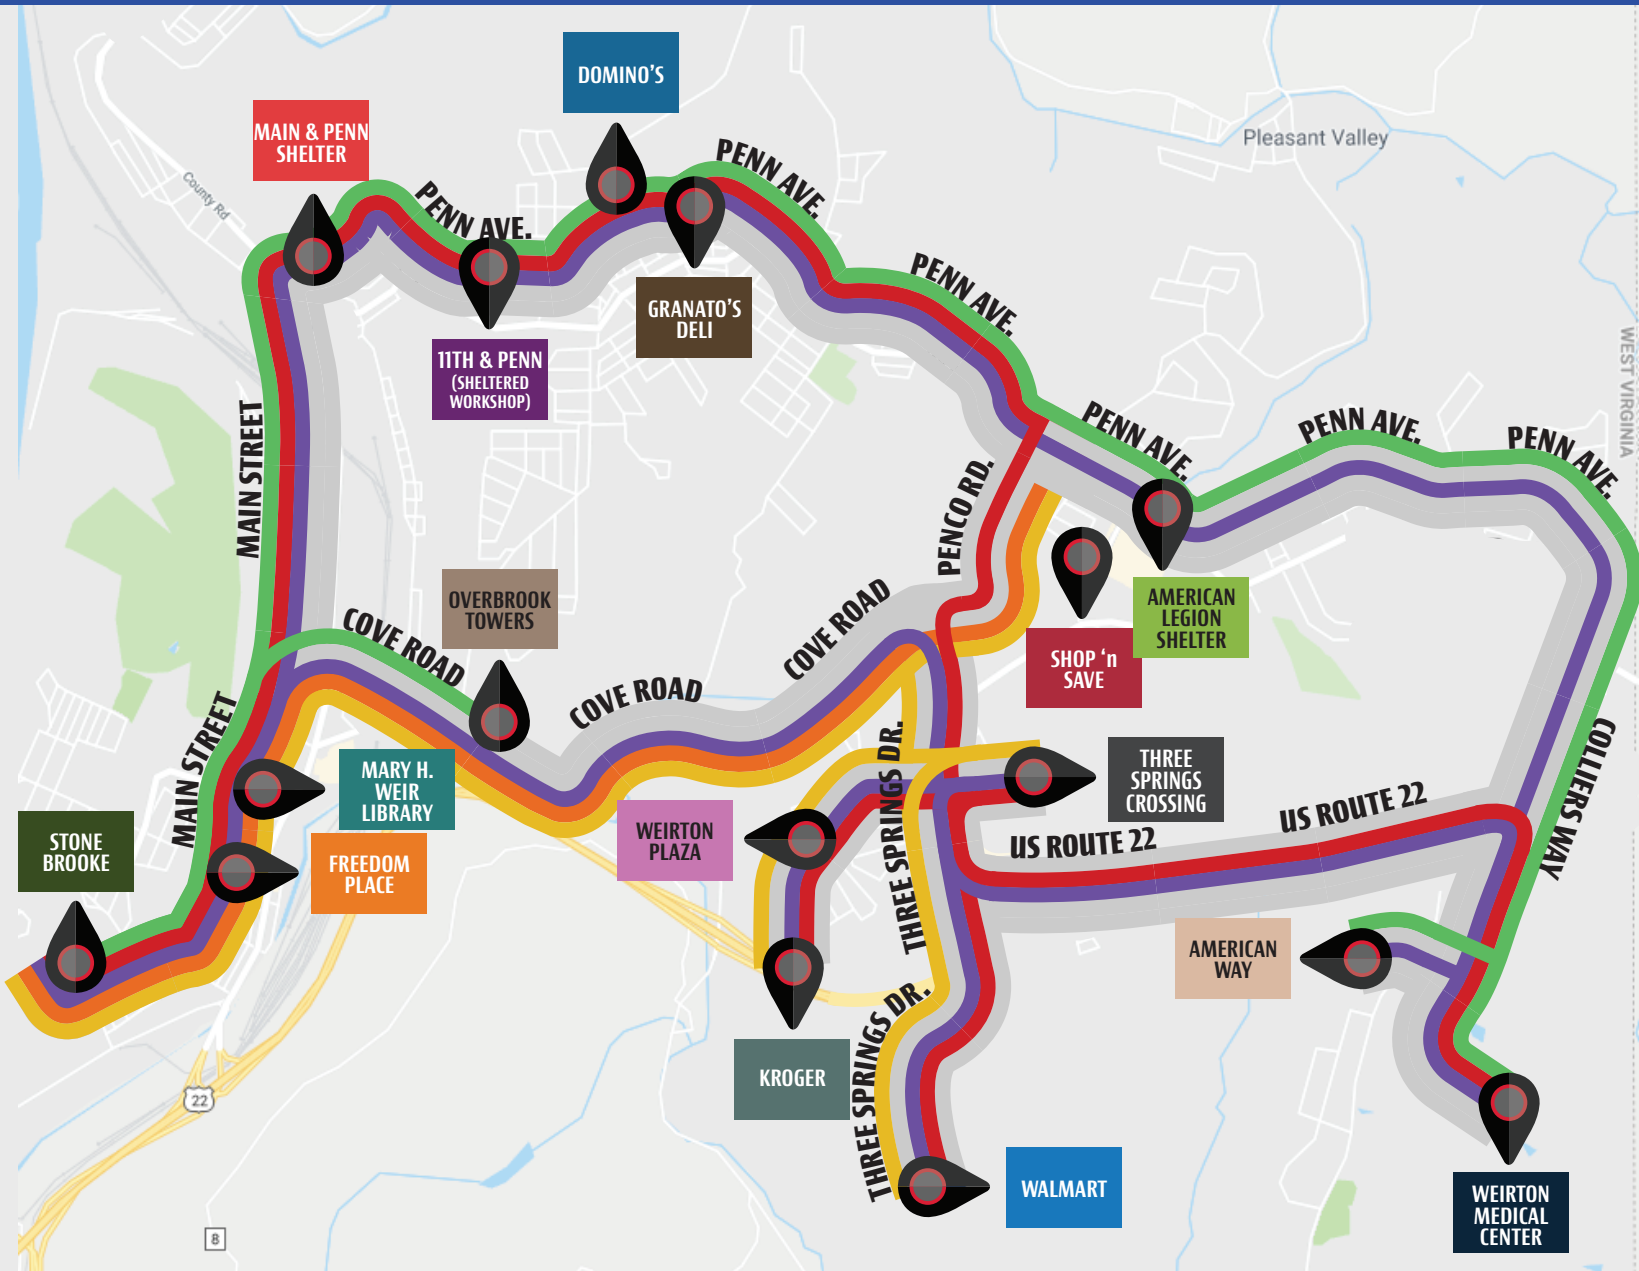 DOMINO'S
MAIN & PENN
SHELTER
Pleasant Valley
PENN AVE.
County Rd
PENN AVE.
PENN AVE.
GRANATO'S
DELI
11TH & PENN
(SHELTERED
WORKSHOP)
WEST VIRGINIA
MAIN STREET
PENN AVE.
PENN AVE.
PENN AVE.
PENCO RD.
OVERBROOK
TOWERS
AMERICAN
LEGION
SHELTER
COVE ROAD
COVE ROAD
COVE ROAD
SHOP ‘n
SAVE
MAIN STREET
MARY H.
WEIR
LIBRARY
THREE
SPRINGS
CROSSING
THREE SPRINGS DR.
COLLIERS WAY
STONE
BROOKE
FREEDOM
PLACE
WEIRTON
PLAZA
US ROUTE 22
US ROUTE 22
AMERICAN
WAY
THREE SPRINGS DR.
KROGER
22
WALMART
WEIRTON
MEDICAL
CENTER
8